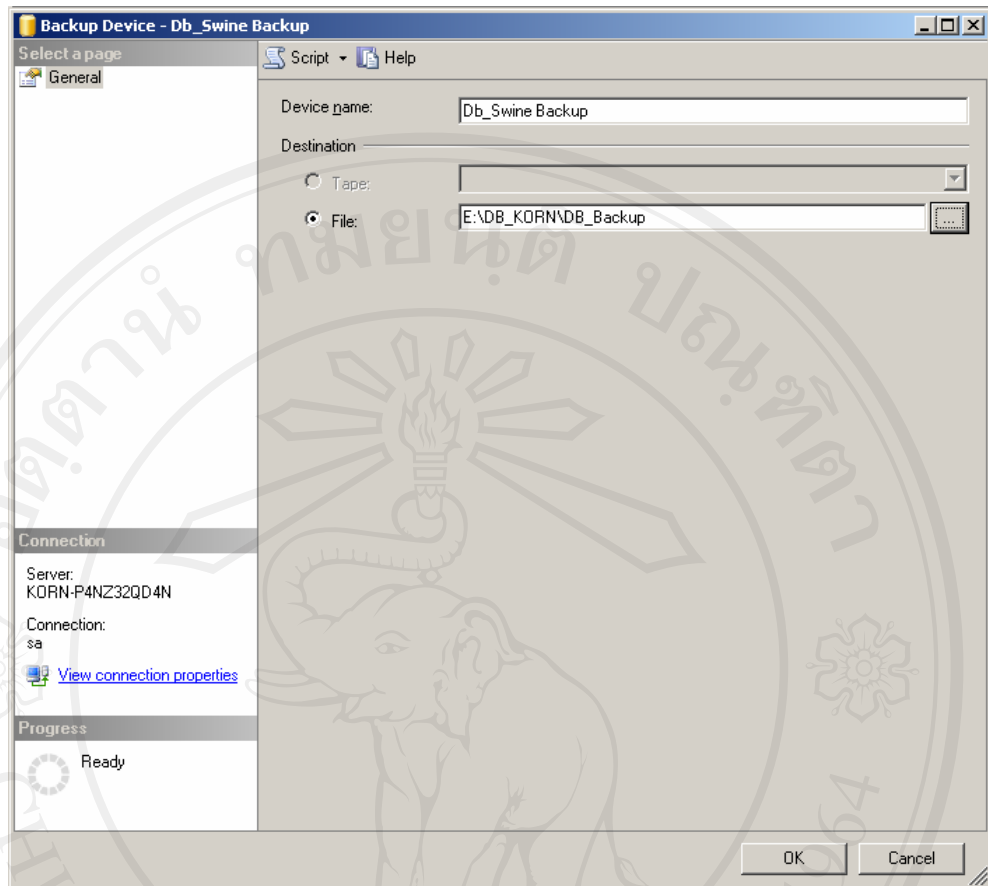 Backup Device - Db_Swine Backup
Select a page
General
Script
Help
Device name:
Db_Swine Backup
Destination
Tape:
File:
E:\DB_KORN\DB_Backup
...
Connection
Server:
KORN-P4NZ32QD4N
Connection:
sa
View connection properties
Progress
Ready
OK
Cancel
964